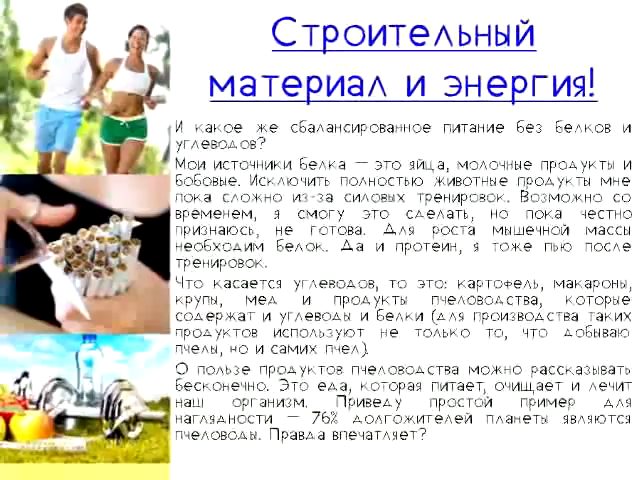 Строительный
материал и энергия!
И какое же сбалансированное питание без белков и
углеводов?
Мои источники белка – это яйца, молочные продукты и
бобовые. Исключить полностью животные продукты мне
пока сложно из-за силовых тренировок. Возможно со
временем, я смогу это сделать, но пока честно
признаюсь, не готова. Для роста мышечной массы
необходим белок. Да и протеин, я тоже пью после
тренировок.
Что касается углеводов, то это: картофель, макароны,
крупы, мед и продукты пчеловодства, которые
содержат и углеводы и белки (для производства таких
продуктов используют не только то, что добываю
пчелы, но и самих пчел).
О пользе продуктов пчеловодства можно рассказывать
бесконечно. Это еда, которая питает, очищает и лечит
наш организм. Приведу простой пример для
наглядности – 76% долгожителей планеты являются
пчеловоды. Правда впечатляет?